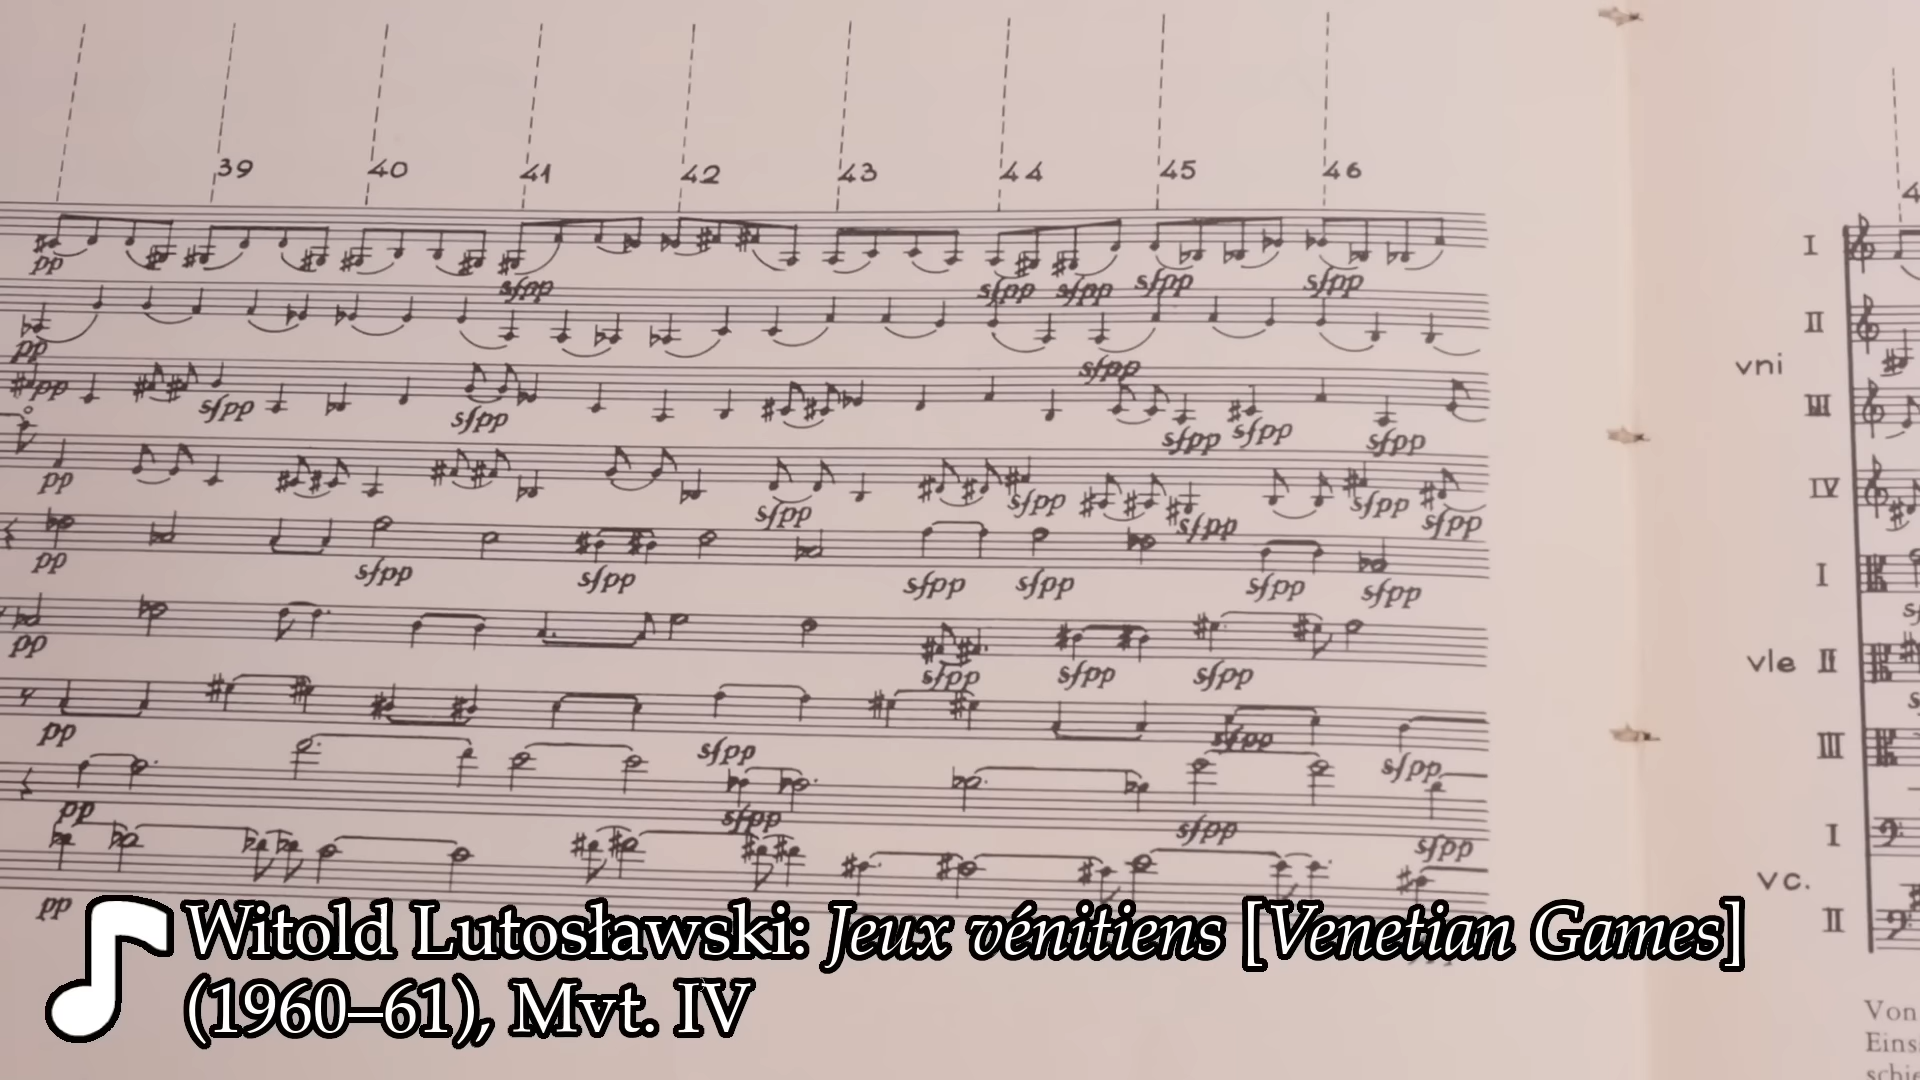 39 40 41 42 43 44 45 46
pp
sfpp sfpp sfpp sfpp sfpp
pp
sfpp
pp sfpp sfpp sfpp sfpp sfpp
pp sfpp sfpp sfpp sfpp sfpp
pp sfpp sfpp sfpp sfpp sfpp sfpp
pp sfpp sfpp sfpp
pp sfpp sfpp sfpp
pp sfpp sfpp sfpp
pp
I
II
vni
III
IV
I
vle II
III
I
vc.
II
Witold Lutosławski: Jeux vénitiens [Venetian Games]
(1960–61), Mvt. IV
Von